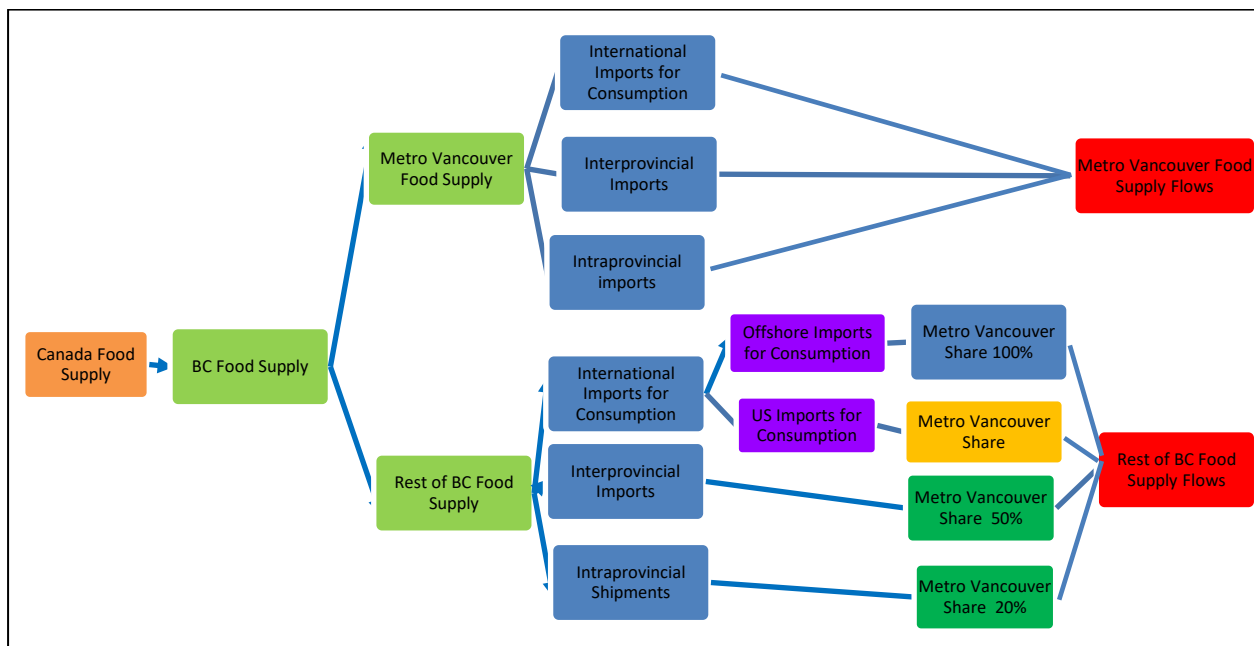 International
Imports for
Consumption
Metro Vancouver
Food Supply
Interprovincial
Imports
Metro Vancouver Food
Supply Flows
Intraprovincial
imports
Canada Food
Supply
BC Food Supply
International
Imports for
Consumption
Offshore Imports
for Consumption
Metro Vancouver
Share 100%
US Imports for
Consumption
Metro Vancouver
Share
Rest of BC Food
Supply
Interprovincial
Imports
Metro Vancouver
Share 50%
Rest of BC Food
Supply Flows
Intraprovincial
Shipments
Metro Vancouver
Share 20%